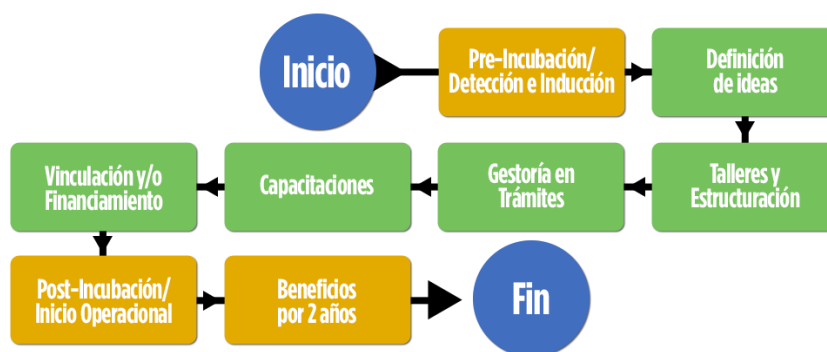 Inicio
Pre-Incubación/
Detección e Inducción
Definición
de ideas
Vinculación y/o
Financiamiento
Capacitaciones
Gestoría en
Trámites
Talleres y
Estructuración
Post-Incubación/
Inicio Operacional
Beneficios
por 2 años
Fin